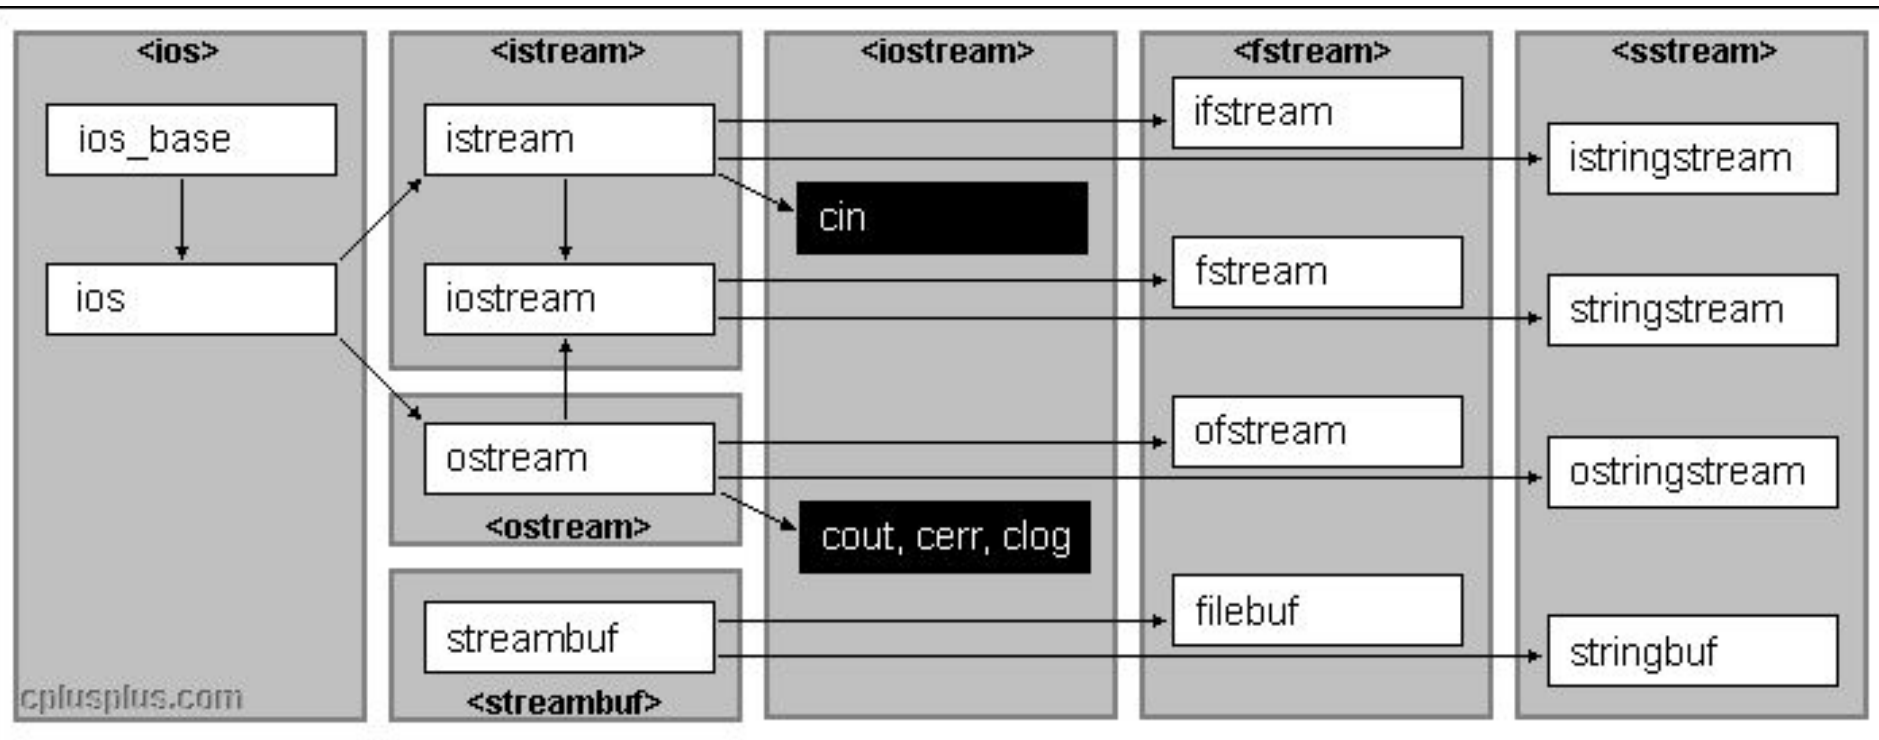 <ios>
ios_base
ios
cplusplus.com
<istream>
istream
iostream
ostream
<ostream>
streambuf
<streambuf>
<iostream>
cin
cout, cerr, clog
<fstream>
ifstream
fstream
ofstream
filebuf
<sstream>
istringstream
stringstream
ostringstream
stringbuf